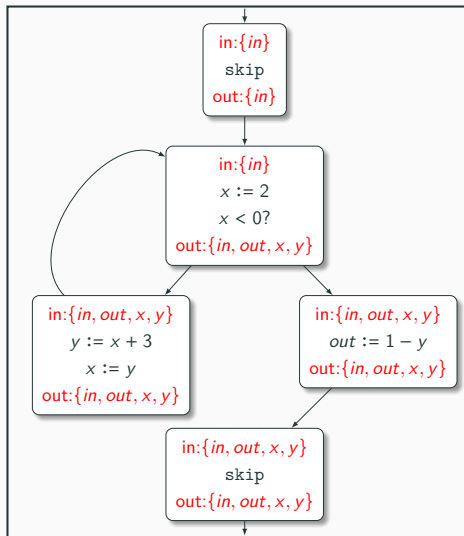 in:{in}
skip
out:{in}
in:{in}
x := 2
x < 0?
out:{in, out, x, y}
in:{in, out, x, y}
y := x + 3
x := y
out:{in, out, x, y}
in:{in, out, x, y}
out := 1 − y
out:{in, out, x, y}
in:{in, out, x, y}
skip
out:{in, out, x, y}